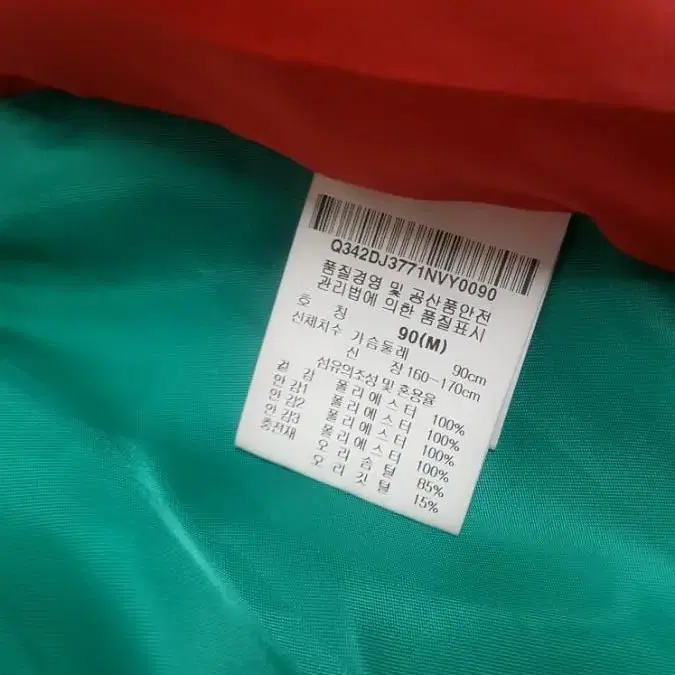 Q342DJ3771NVY0090
품질경영 및 공산품안전
관리법에 의한 품질표시
호 칭 90(M)
신체치수 가슴둘레 90cm
신 장 160-170cm
섬유의조성 및 혼용율
겉 감 폴리에스터 100%
안 감1 폴리에스터 100%
안 감2 폴리에스터 100%
안 감3 폴리에스터 100%
충전재 오 리 솜 털 85%
오 리 깃 털 15%